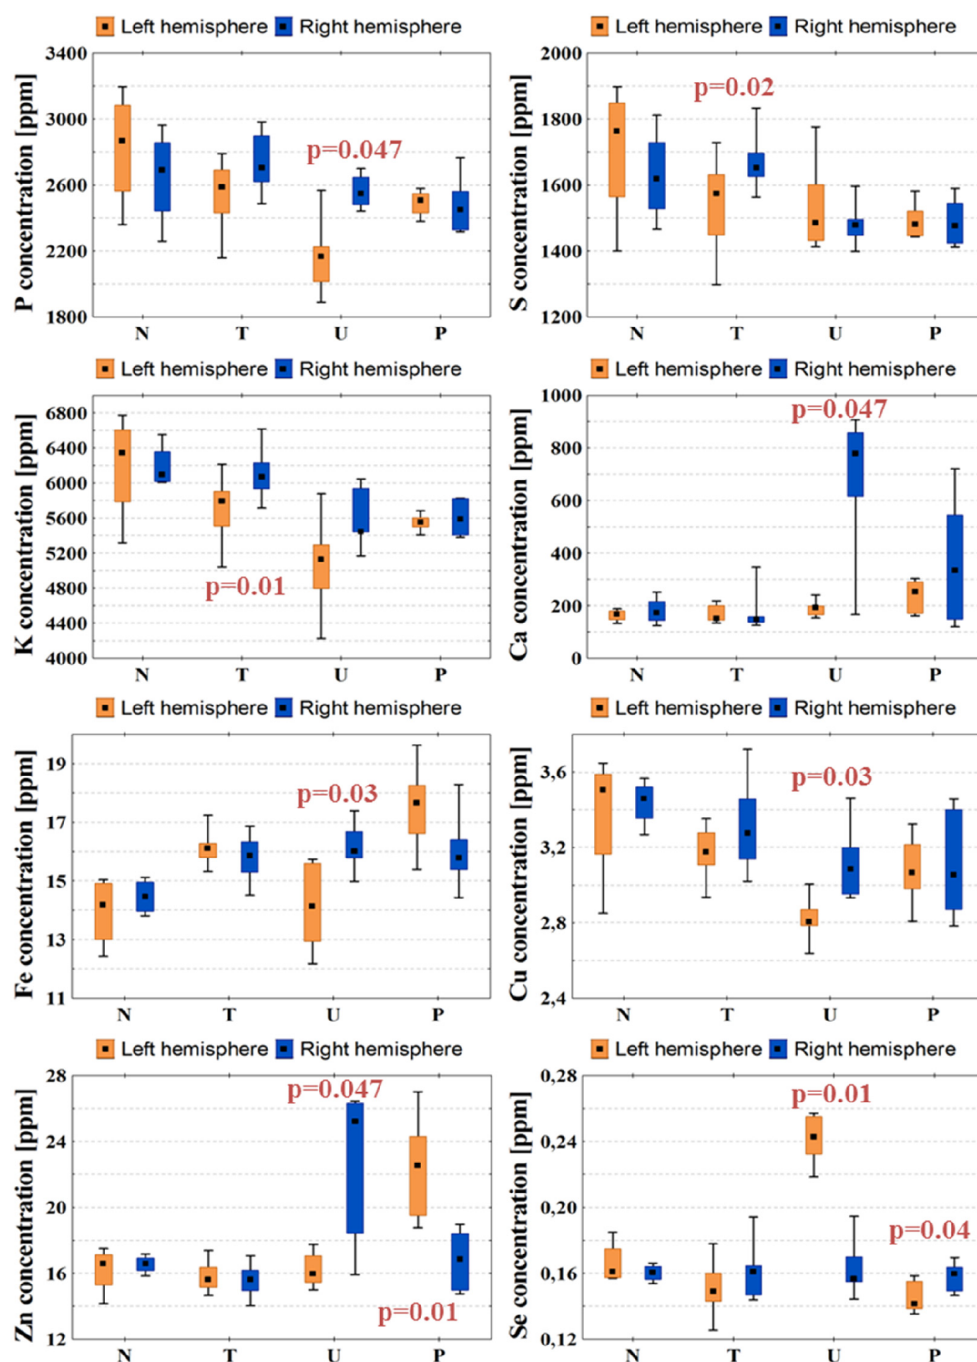 Left hemisphere Right hemisphere
P concentration [ppm]
3400
3000
2600
2200
1800
p=0.047
N T U P
Left hemisphere Right hemisphere
S concentration [ppm]
2000
1800
1600
1400
1200
p=0.02
N T U P
Left hemisphere Right hemisphere
K concentration [ppm]
6800
6400
6000
5600
5200
4800
4400
4000
p=0.01
N T U P
Left hemisphere Right hemisphere
Ca concentration [ppm]
1000
800
600
400
200
0
p=0.047
N T U P
Left hemisphere Right hemisphere
Fe concentration [ppm]
19
17
15
13
11
p=0.03
N T U P
Left hemisphere Right hemisphere
Cu concentration [ppm]
3,6
3,2
2,8
2,4
p=0.03
N T U P
Left hemisphere Right hemisphere
Zn concentration [ppm]
28
24
20
16
12
p=0.047
p=0.01
N T U P
Left hemisphere Right hemisphere
Se concentration [ppm]
0,28
0,24
0,20
0,16
0,12
p=0.01
p=0.04
N T U P